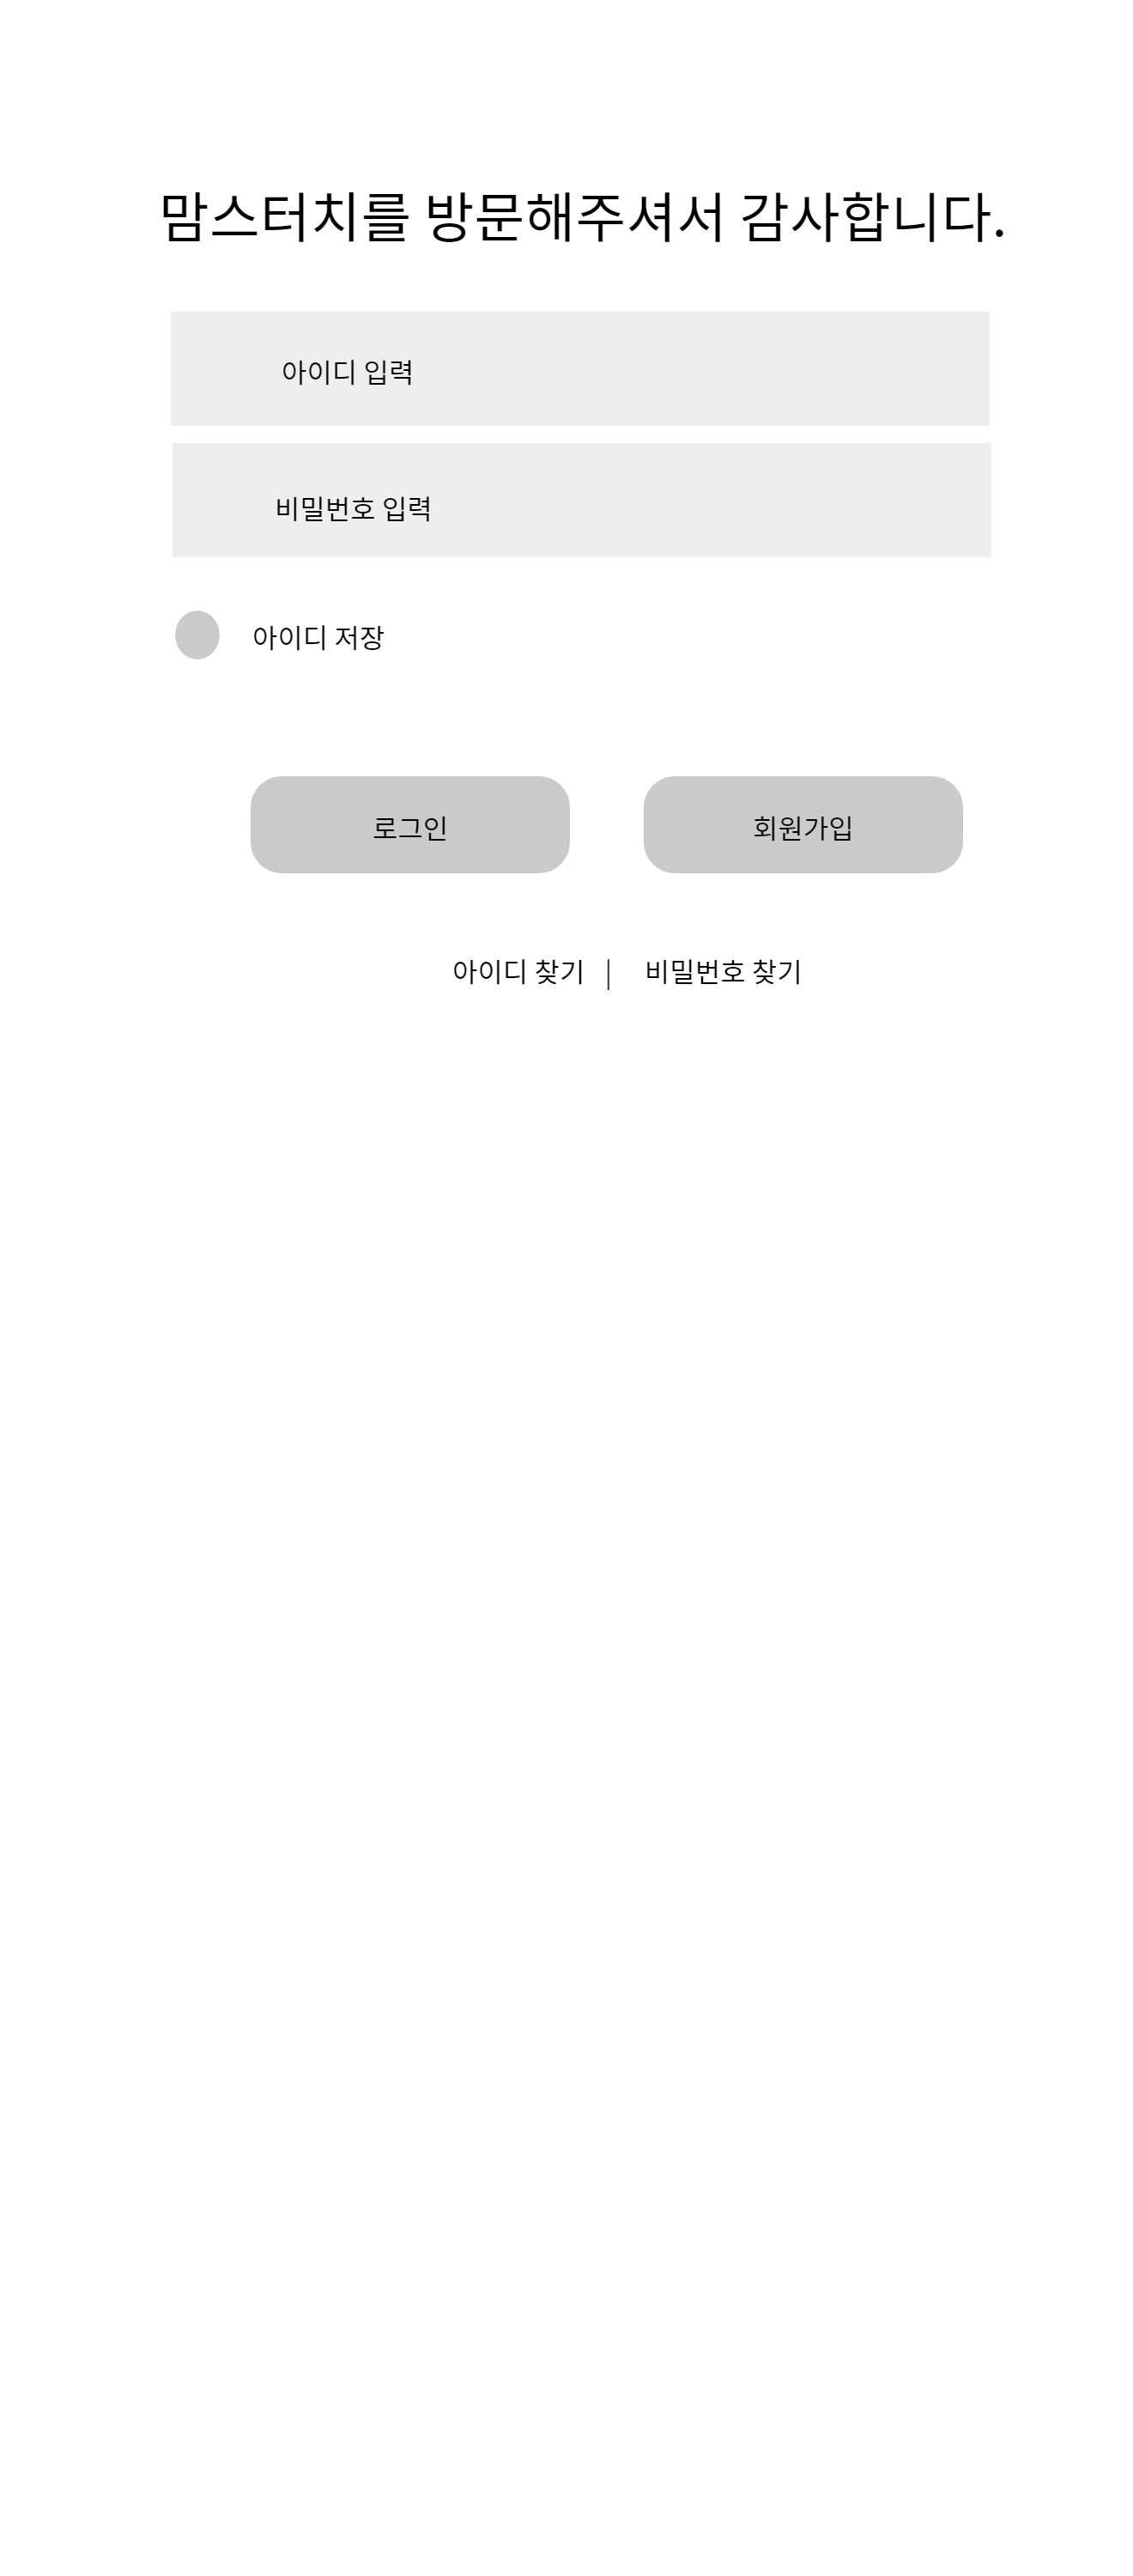 맘스터치를 방문해주셔서 감사합니다.
아이디 입력
비밀번호 입력
아이디 저장
로그인 회원가입
아이디 찾기 | 비밀번호 찾기